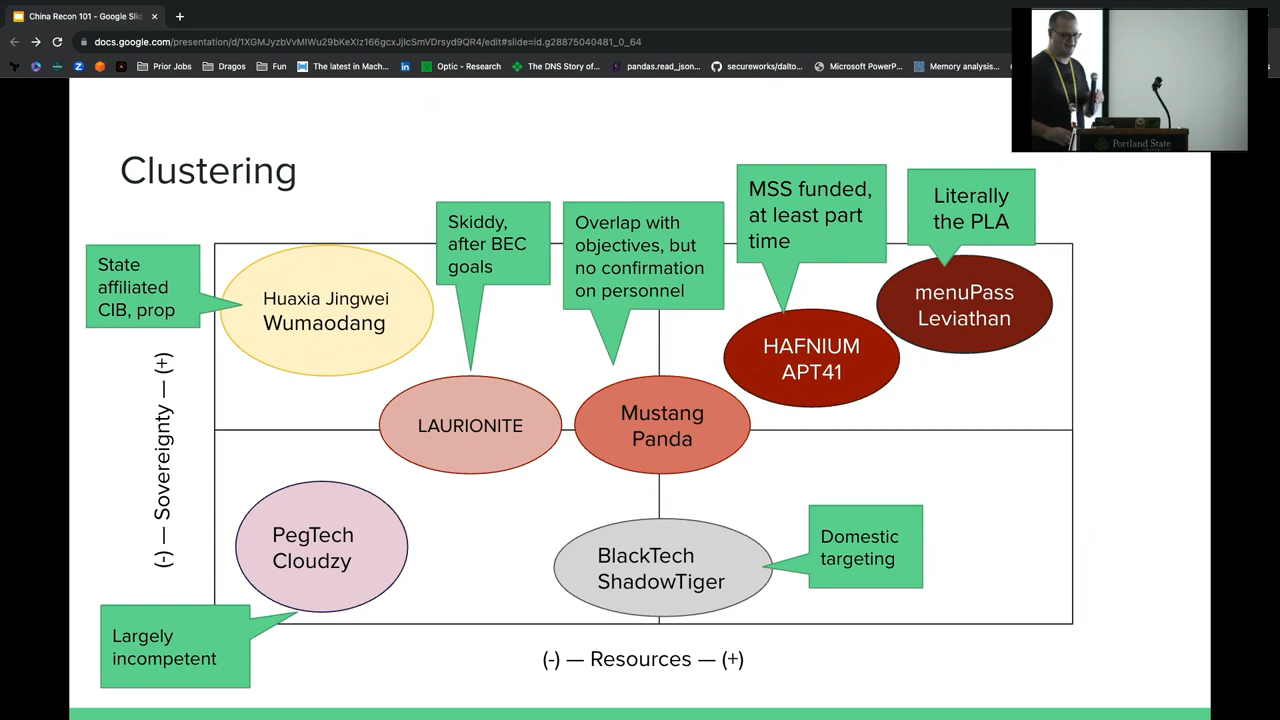 China Recon 101 - Google Slid
docs.google.com/presentation/d/1XGMJyzbVvMIWu29bKeXIz166gcxJjIcSmVDrsyd9QR4/edit#slide=id.g28875040481_0_64
Prior Jobs
Dragos
Fun
The latest in Mach...
Optic - Research
The DNS Story of...
pandas.read_json...
secureworks/dalto...
Microsoft PowerP...
Memory analysis...
Portland State
UNIVERSITY
Clustering
State
affiliated
CIB, prop
Huaxia Jingwei
Wumaodang
Skiddy,
after BEC
goals
Overlap with
objectives, but
no confirmation
on personnel
MSS funded,
at least part
time
Literally
the PLA
menuPass
Leviathan
HAFNIUM
APT41
LAURIONITE
Mustang
Panda
(-) — Sovereignty — (+)
PegTech
Cloudzy
BlackTech
ShadowTiger
Domestic
targeting
Largely
incompetent
(-) — Resources — (+)